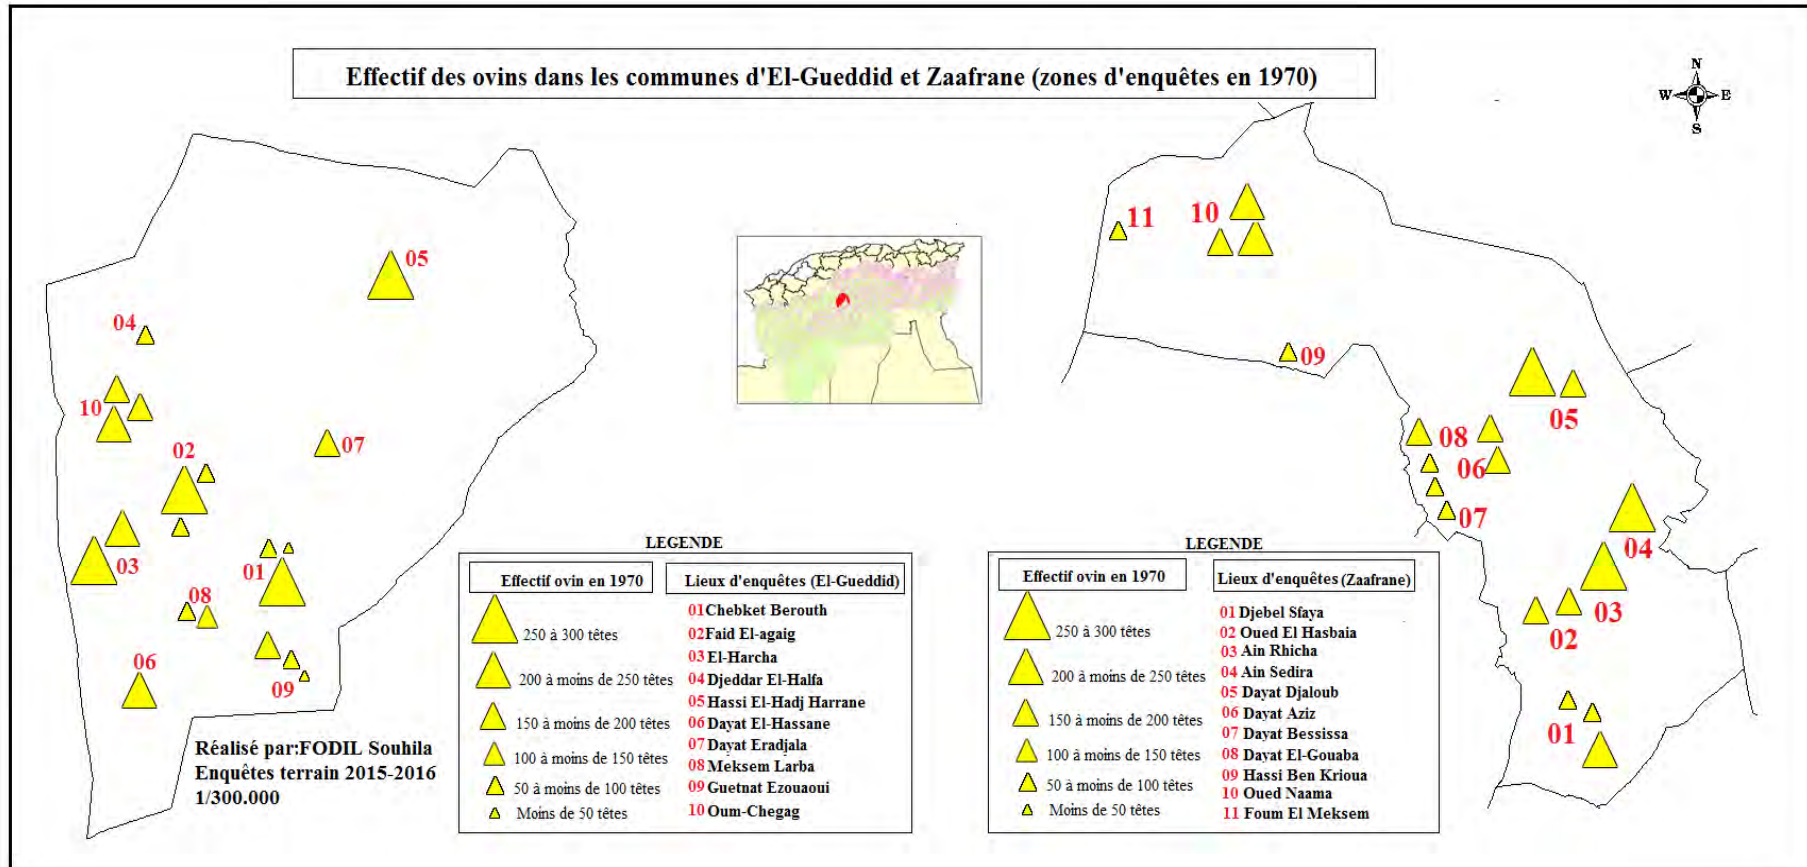 Effectif des ovins dans les communes d'El-Gueddid et Zaafrane (zones d'enquêtes en 1970)
N
W E
S
05
04
10
02
07
03
01
08
06
09
11
10
09
05
08
06
07
04
03
02
01
Réalisé par:FODIL Souhila
Enquêtes terrain 2015-2016
1/300.000
LEGENDE
Effectif ovin en 1970
250 à 300 têtes
200 à moins de 250 têtes
150 à moins de 200 têtes
100 à moins de 150 têtes
50 à moins de 100 têtes
Moins de 50 têtes
Lieux d'enquêtes (El-Gueddid)
01 Chebket Berouth
02 Faid El-agaig
03 El-Harcha
04 Djeddar El-Halfa
05 Hassi El-Hadj Harrane
06 Dayat El-Hassane
07 Dayat Eradjala
08 Meksem Larba
09 Guetnat Ezouaoui
10 Oum-Chegag
LEGENDE
Effectif ovin en 1970
250 à 300 têtes
200 à moins de 250 têtes
150 à moins de 200 têtes
100 à moins de 150 têtes
50 à moins de 100 têtes
Moins de 50 têtes
Lieux d'enquêtes (Zaafrane)
01 Djebel Sfaya
02 Oued El Hasbaia
03 Ain Rhicha
04 Ain Sedira
05 Dayat Djaloub
06 Dayat Aziz
07 Dayat Bessissa
08 Dayat El-Gouaba
09 Hassi Ben Krioua
10 Oued Naama
11 Foum El Meksem